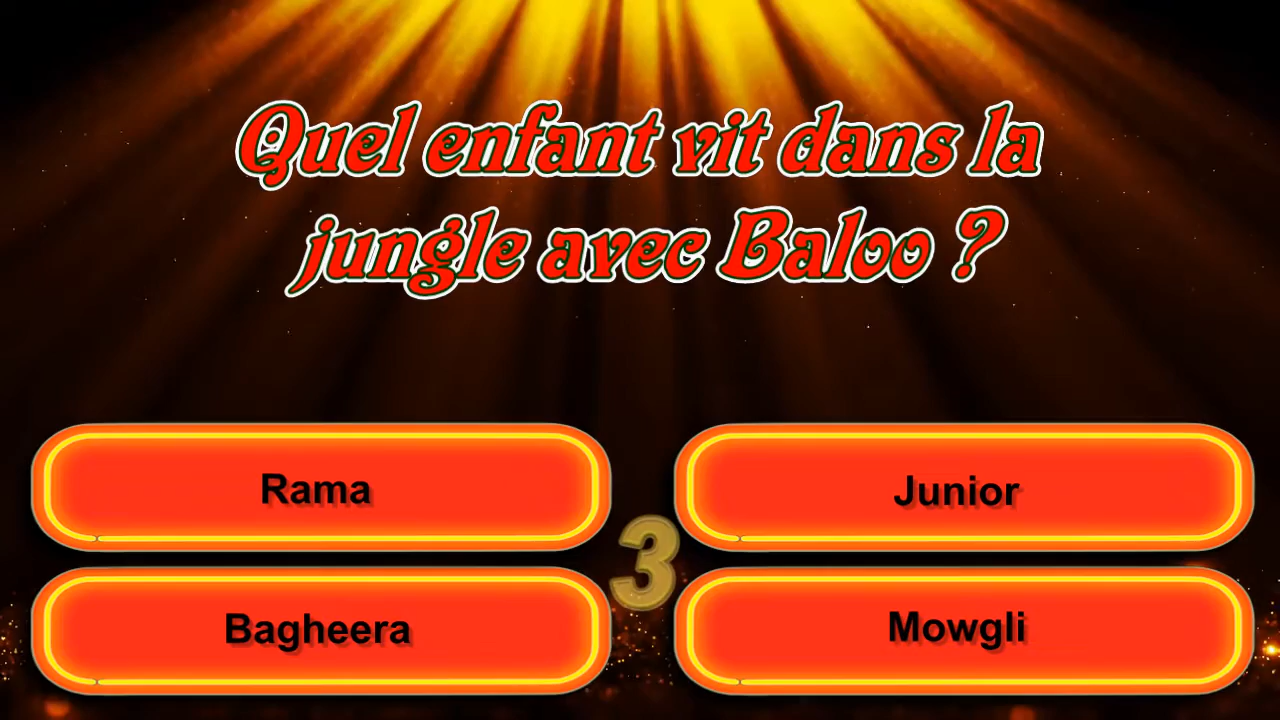 Quel enfant vit dans la
jungle avec Baloo ?
Rama
Junior
3
Bagheera
Mowgli